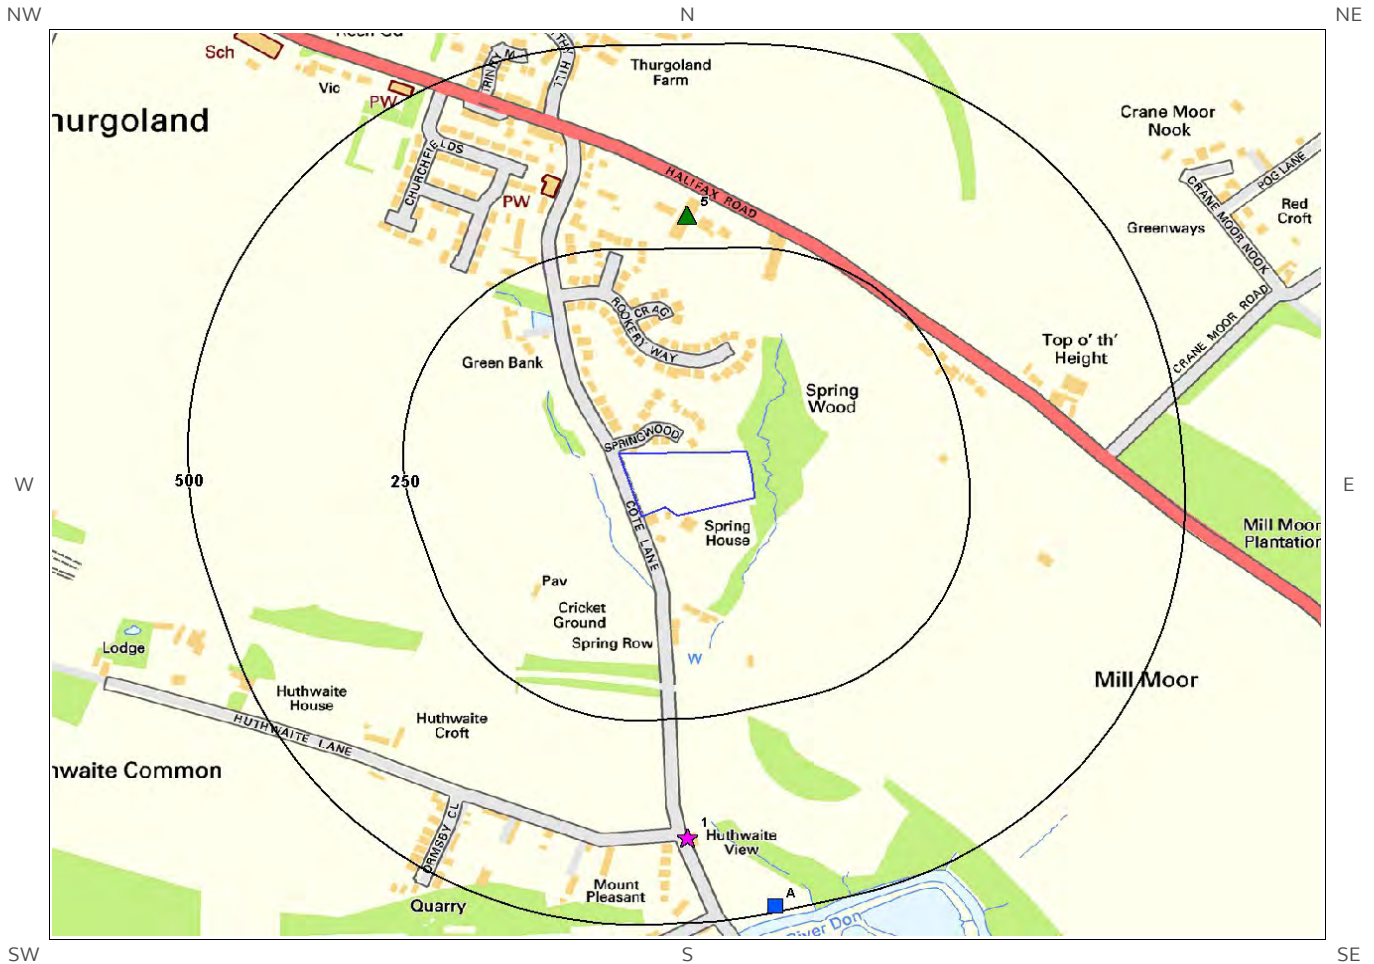 NW
N
NE
Sch
Vic
PW
TRINITY M
THY HILL
Thurgoland
Farm
hurgoland
Crane Moor
Nook
CHURCHFIELDS
PW
HALIFAX ROAD
5
POG LANE
CRANE MOOR NOOK
Red
Croft
Greenways
CRAG
ROOKERY WAY
Green Bank
CRANE MOOR ROAD
Top o' th'
Height
Spring
Wood
SPRINGWOOD
W
500
250
E
COTE LANE
Spring
House
Mill Moor
Plantation
Pav
Cricket
Ground
Spring Row
W
Lodge
Mill Moor
Huthwaite
House
HUTHWAITE LANE
Huthwaite
Croft
hwaite Common
ORMSBY CL
1
Huthwaite
View
Mount
Pleasant
Quarry
A
River Don
SW
S
SE